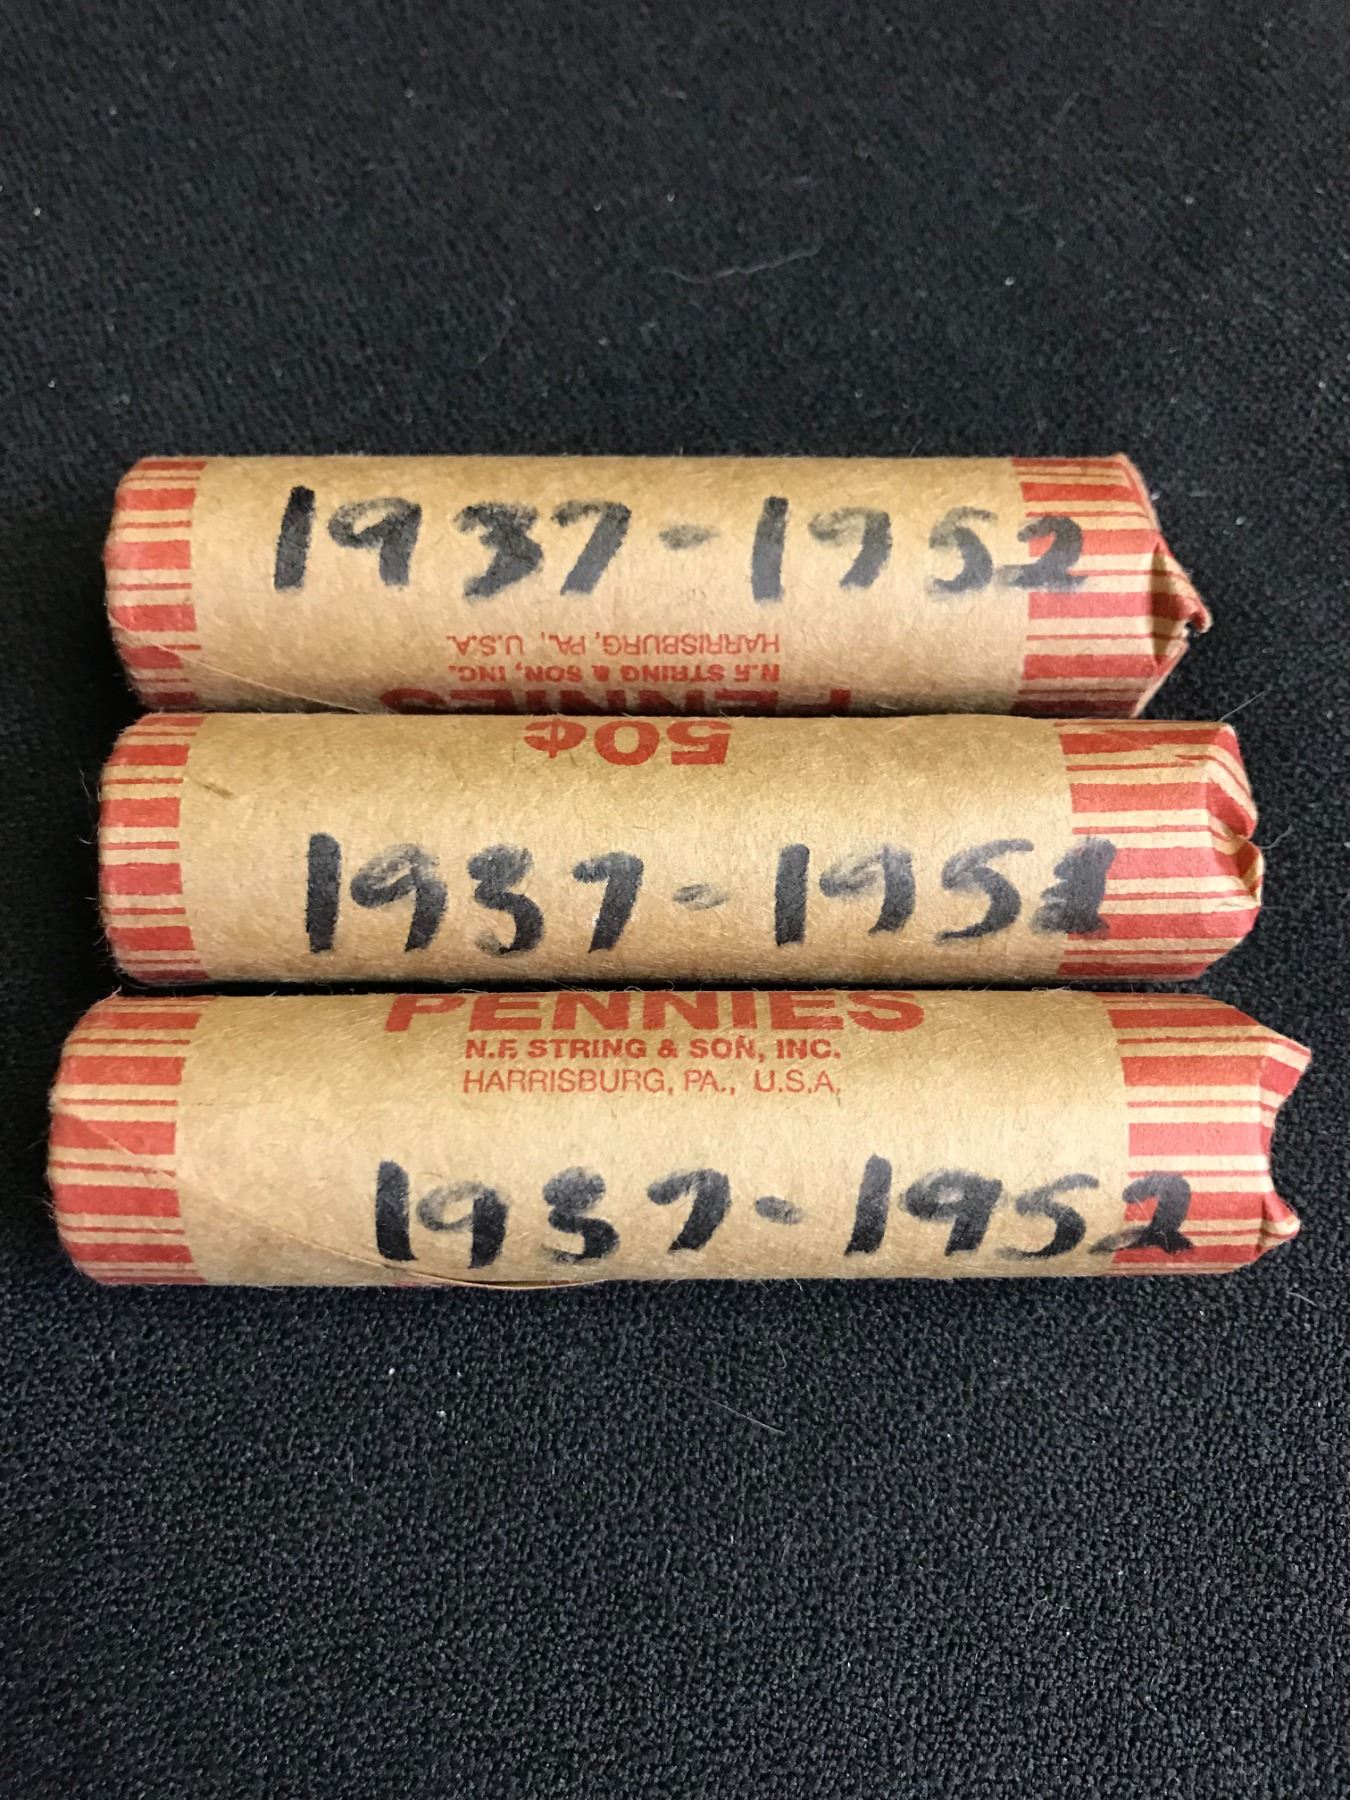 1937-1952
HARRISBURG, PA., U.S.A.
N.F. STRING & SON, INC.
PENNIES
50¢
1937-1952
PENNIES
N.F. STRING & SON, INC.
HARRISBURG, PA., U.S.A.
1937-1952